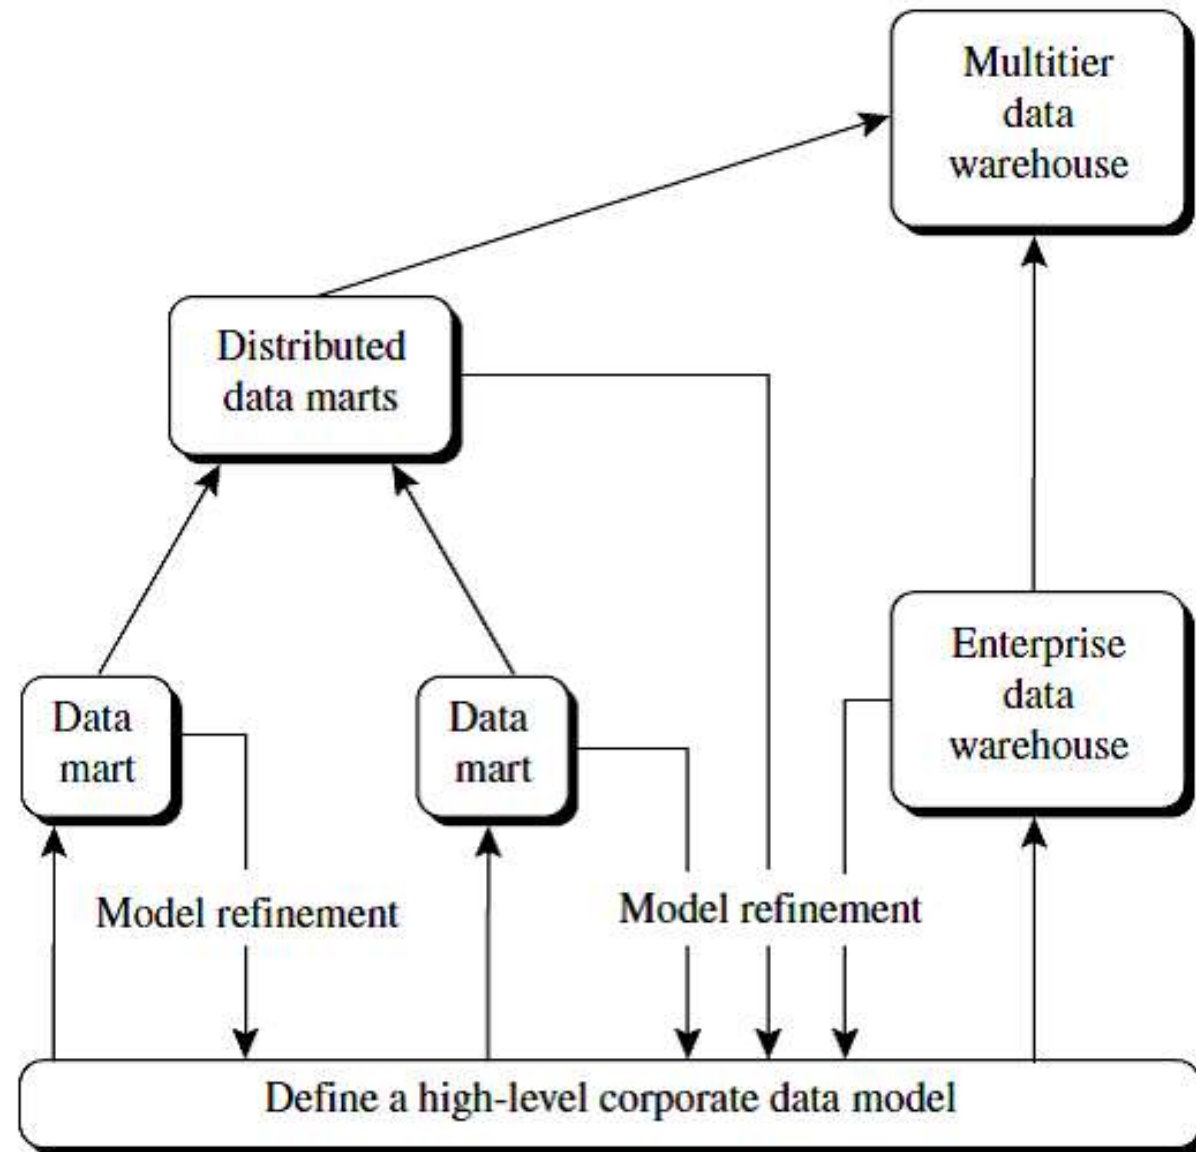 Multitier
data
warehouse
Distributed
data marts
Enterprise
data
warehouse
Data
mart
Data
mart
Model refinement
Model refinement
Define a high-level corporate data model